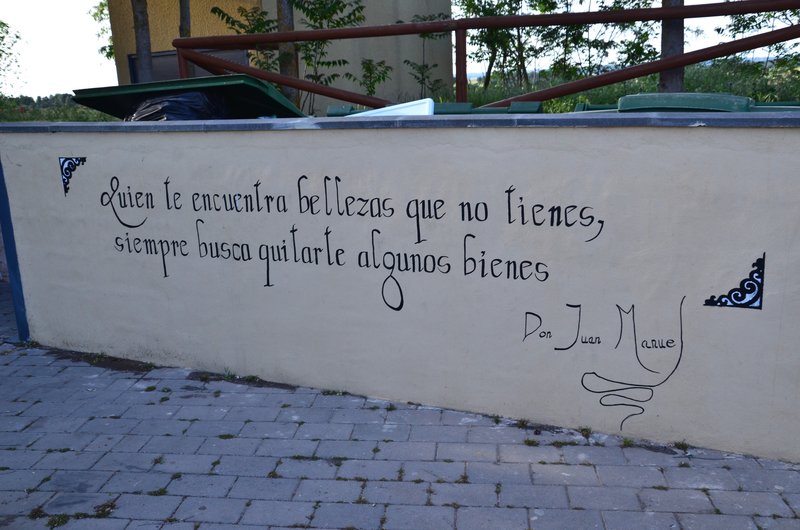 Quien te encuentra bellezas que no tienes,
siempre busca quitarte algunos bienes
Don Juan Manuel